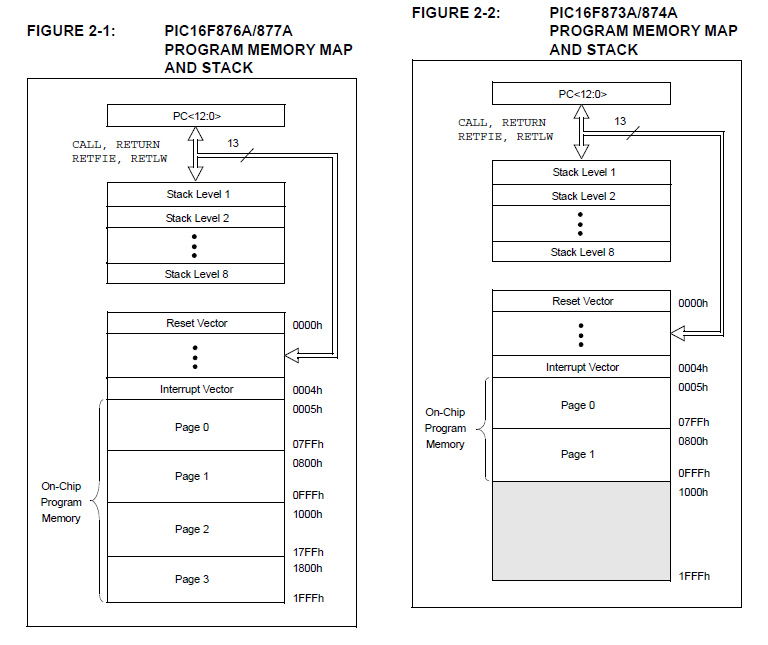 FIGURE 2-1: PIC16F876A/877A
PROGRAM MEMORY MAP
AND STACK
PC<12:0>
CALL, RETURN
RETFIE, RETLW
13
Stack Level 1
Stack Level 2
Stack Level 8
Reset Vector
0000h
Interrupt Vector
0004h
0005h
Page 0
07FFh
0800h
Page 1
0FFFh
On-Chip
Program
Memory
1000h
Page 2
17FFh
1800h
Page 3
1FFFh
FIGURE 2-2: PIC16F873A/874A
PROGRAM MEMORY MAP
AND STACK
PC<12:0>
CALL, RETURN
RETFIE, RETLW
13
Stack Level 1
Stack Level 2
Stack Level 8
Reset Vector
0000h
Interrupt Vector
0004h
0005h
Page 0
On-Chip
Program
Memory
07FFh
0800h
Page 1
0FFFh
1000h
1FFFh